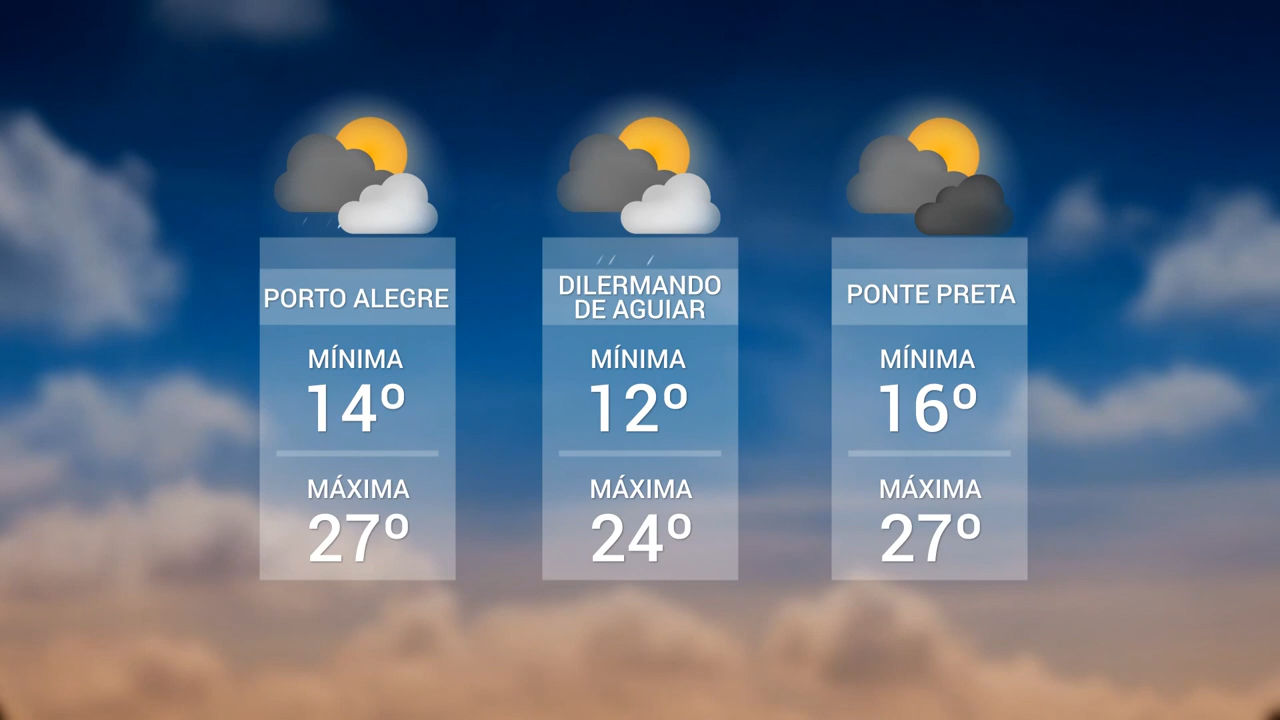 PORTO ALEGRE
MÍNIMA
14º
MÁXIMA
27º
DILERMANDO
DE AGUIAR
MÍNIMA
12º
MÁXIMA
24º
PONTE PRETA
MÍNIMA
16º
MÁXIMA
27º